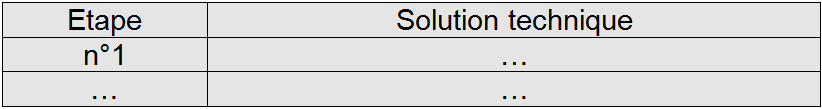 Etape Solution technique
n°1 …
… …